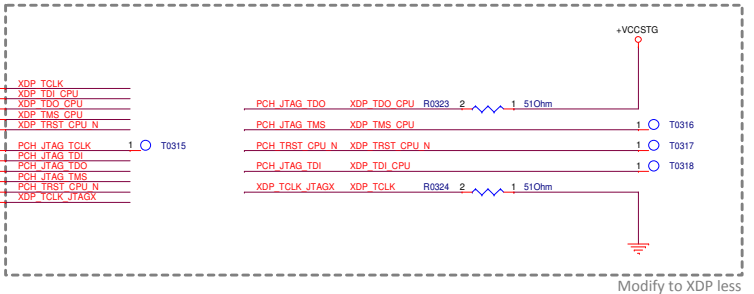 +VCCSTG
XDP_TCLK
XDP_TDI_CPU
XDP_TDO_CPU
XDP_TMS_CPU
XDP_TRST_CPU_N
PCH_JTAG_TCLK 1 T0315
PCH_JTAG_TDI
PCH_JTAG_TDO
PCH_JTAG_TMS
PCH_TRST_CPU_N
XDP_TCLK_JTAGX
PCH_JTAG_TDO XDP_TDO_CPU R0323 2 1 51Ohm
PCH_JTAG_TMS XDP_TMS_CPU 1 T0316
PCH_TRST_CPU_N XDP_TRST_CPU_N 1 T0317
PCH_JTAG_TDI XDP_TDI_CPU 1 T0318
XDP_TCLK_JTAGX XDP_TCLK R0324 2 1 51Ohm
Modify to XDP less